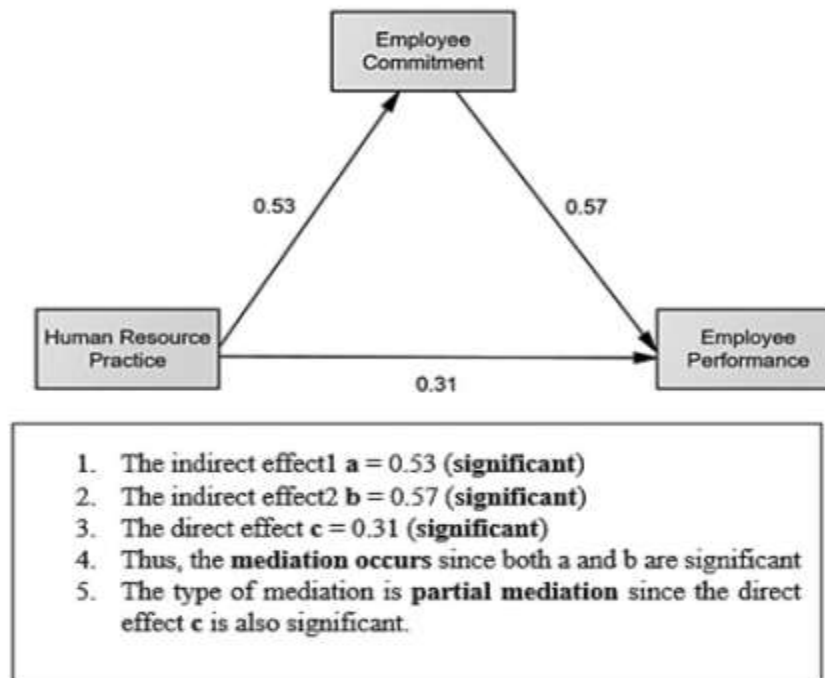 Employee
Commitment
0.53
0.57
Human Resource
Practice
Employee
Performance
0.31
1. The indirect effect1 a = 0.53 (significant)
2. The indirect effect2 b = 0.57 (significant)
3. The direct effect c = 0.31 (significant)
4. Thus, the mediation occurs since both a and b are significant
5. The type of mediation is partial mediation since the direct
effect c is also significant.